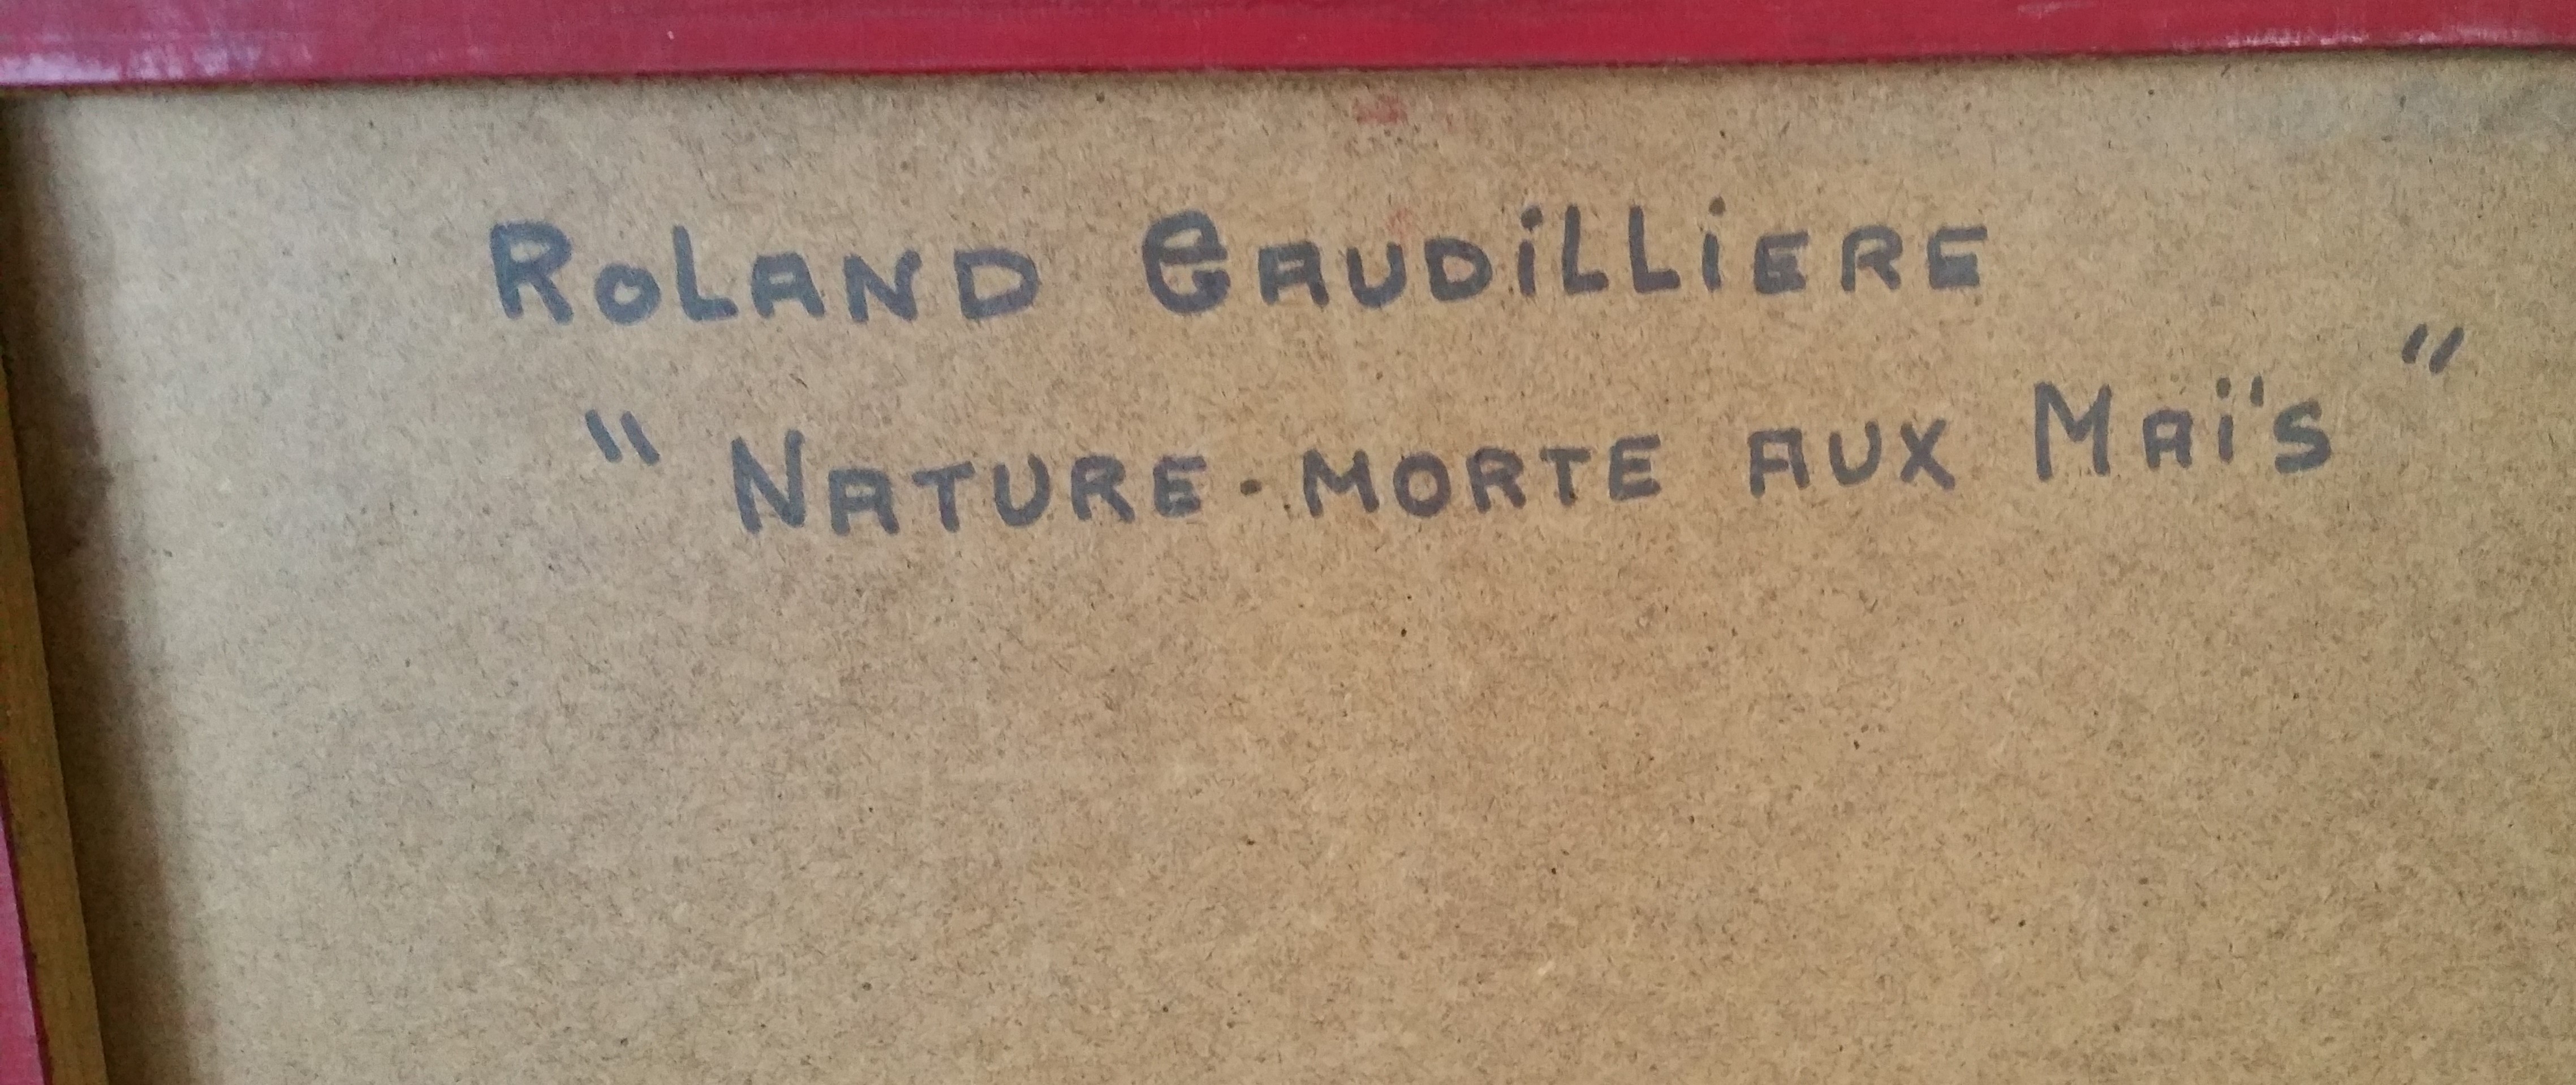 ROLAND GAUDiLLiERE
" NATURE-MORTE AUX MAïS "